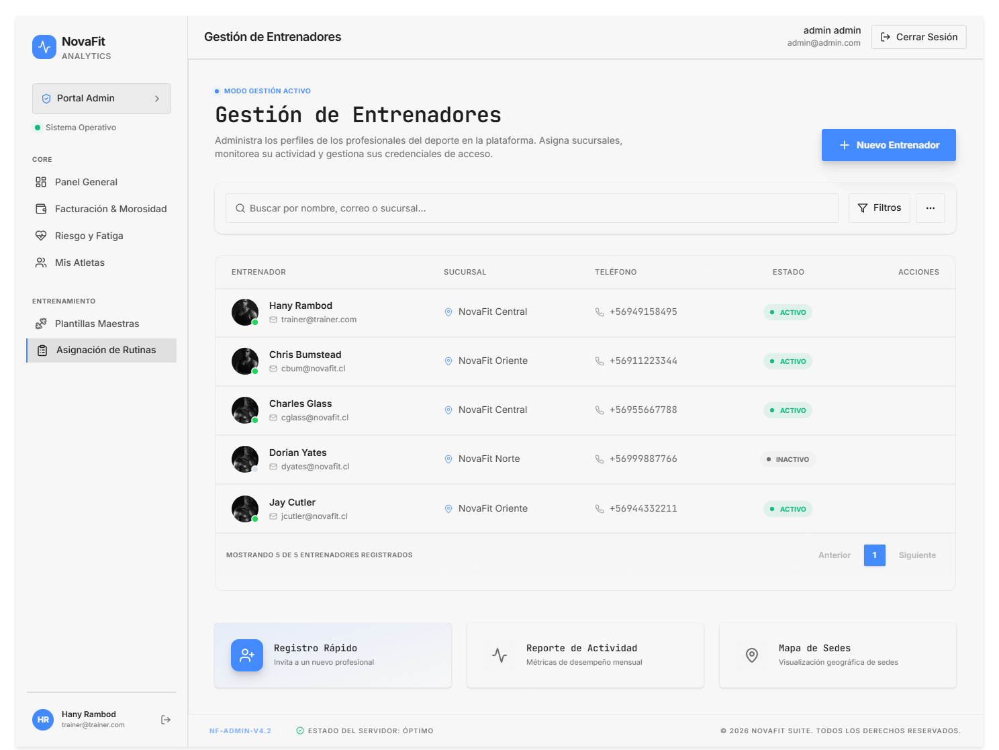 NovaFit
ANALYTICS
Portal Admin
Sistema Operativo
CORE
Panel General
Facturación & Morosidad
Riesgo y Fatiga
Mis Atletas
ENTRENAMIENTO
Plantillas Maestras
Asignación de Rutinas
HR
Hany Rambod
trainer@trainer.com
Gestión de Entrenadores
admin admin
admin@admin.com
Cerrar Sesión
MODO GESTIÓN ACTIVO
Gestión de Entrenadores
Administra los perfiles de los profesionales del deporte en la plataforma. Asigna sucursales,
monitorea su actividad y gestiona sus credenciales de acceso.
Nuevo Entrenador
Buscar por nombre, correo o sucursal...
Filtros
ENTRENADOR SUCURSAL TELÉFONO ESTADO ACCIONES
Hany Rambod
trainer@trainer.com
NovaFit Central
+56949158495
ACTIVO
Chris Bumstead
cbum@novafit.cl
NovaFit Oriente
+56911223344
ACTIVO
Charles Glass
cglass@novafit.cl
NovaFit Central
+56955667788
ACTIVO
Dorian Yates
dyates@novafit.cl
NovaFit Norte
+56999887766
INACTIVO
Jay Cutler
jcutler@novafit.cl
NovaFit Oriente
+56944332211
ACTIVO
MOSTRANDO 5 DE 5 ENTRENADORES REGISTRADOS
Anterior 1 Siguiente
Registro Rápido
Invita a un nuevo profesional
Reporte de Actividad
Métricas de desempeño mensual
Mapa de Sedes
Visualización geográfica de sedes
NF-ADMIN-V4.2
ESTADO DEL SERVIDOR: ÓPTIMO
© 2026 NOVAFIT SUITE. TODOS LOS DERECHOS RESERVADOS.